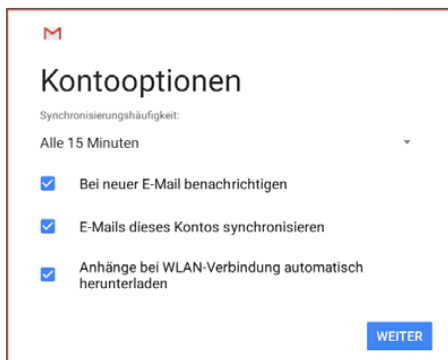 Kontooptionen
Synchronisierungshäufigkeit:
Alle 15 Minuten
Bei neuer E-Mail benachrichtigen
E-Mails dieses Kontos synchronisieren
Anhänge bei WLAN-Verbindung automatisch
herunterladen
WEITER